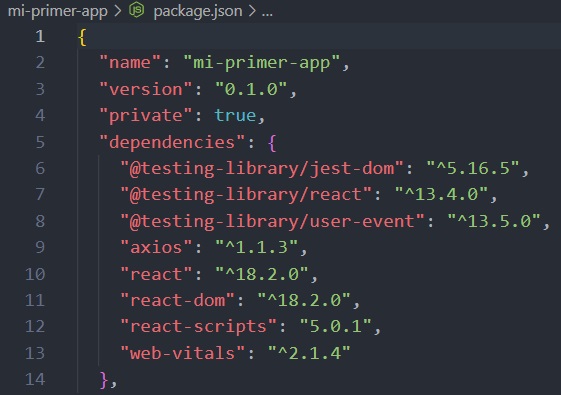 mi-primer-app > package.json > ...
1 {
2 "name": "mi-primer-app",
3 "version": "0.1.0",
4 "private": true,
5 "dependencies": {
6 "@testing-library/jest-dom": "^5.16.5",
7 "@testing-library/react": "^13.4.0",
8 "@testing-library/user-event": "^13.5.0",
9 "axios": "^1.1.3",
10 "react": "^18.2.0",
11 "react-dom": "^18.2.0",
12 "react-scripts": "5.0.1",
13 "web-vitals": "^2.1.4"
14 },